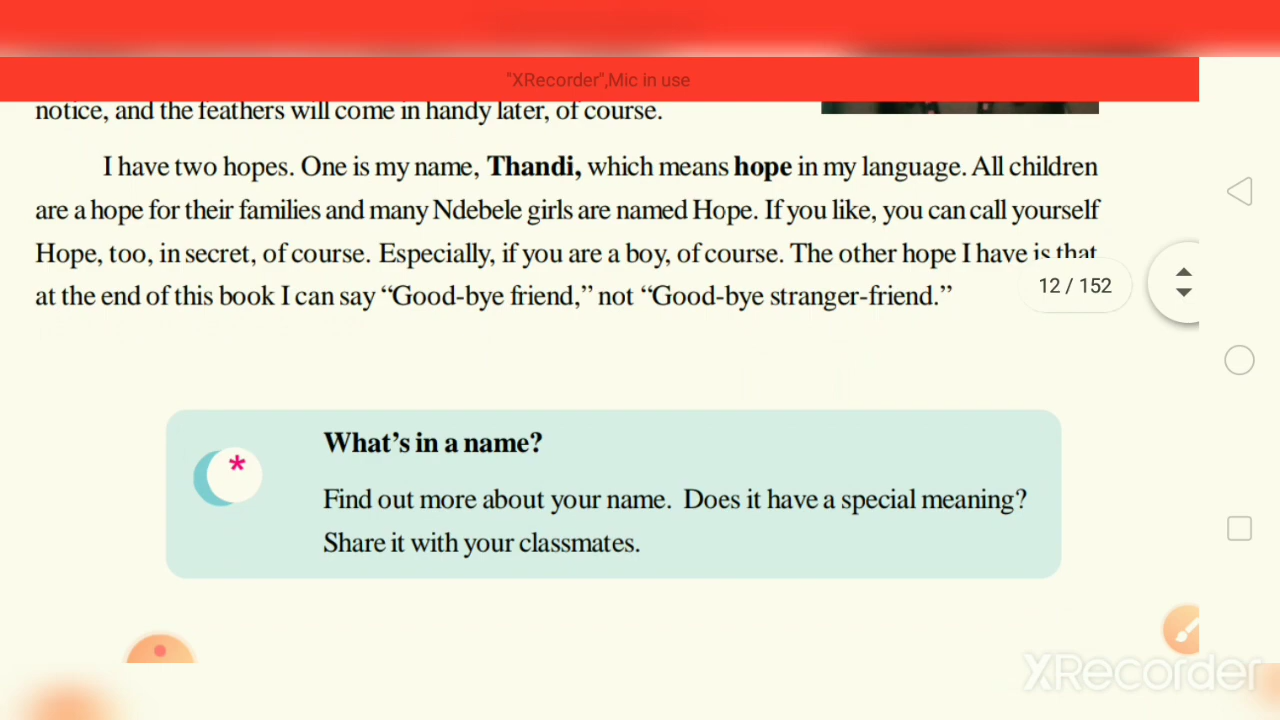 "XRecorder",Mic in use
notice, and the feathers will come in handy later, of course.
I have two hopes. One is my name, Thandi, which means hope in my language. All children
are a hope for their families and many Ndebele girls are named Hope. If you like, you can call yourself
Hope, too, in secret, of course. Especially, if you are a boy, of course. The other hope I have is that
12 / 152
at the end of this book I can say “Good-bye friend,” not “Good-bye stranger-friend.”
What's in a name?
*
Find out more about your name. Does it have a special meaning?
Share it with your classmates.
XRecorder